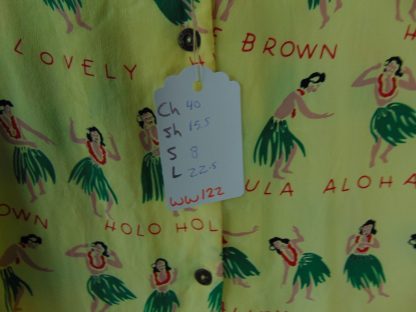 LOVELY H E BROWN H
Ch 40
Sh 15.5
S 8
L 22.5
WW122
ULA ALOHA
OWN HOLO HOL